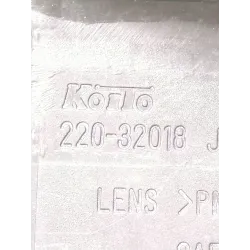 KOITO
220-32018 J
LENS >PM